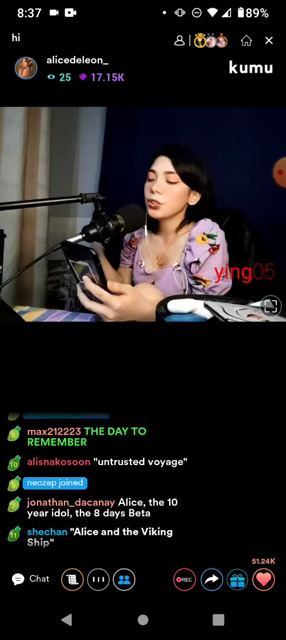 8:37
89%
hi
alicedeleon_
25 17.15K
kumu
ying05
max212223 THE DAY TO
REMEMBER
10 alisnakosoon "untrusted voyage"
neozep joined
jonathan_dacanay Alice, the 10
year idol, the 8 days Beta
11 shechan "Alice and the Viking
Ship"
51.24K
Chat
REC